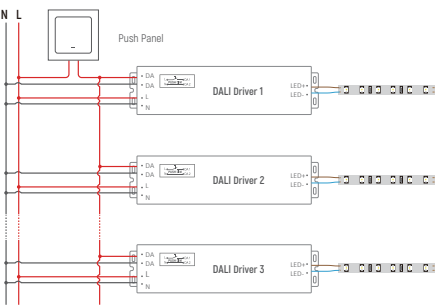 N L
Push Panel
DA
DA
L
N
DALI Driver 1
LED+
LED-
DA
DA
L
N
DALI Driver 2
LED+
LED-
DA
DA
L
N
DALI Driver 3
LED+
LED-